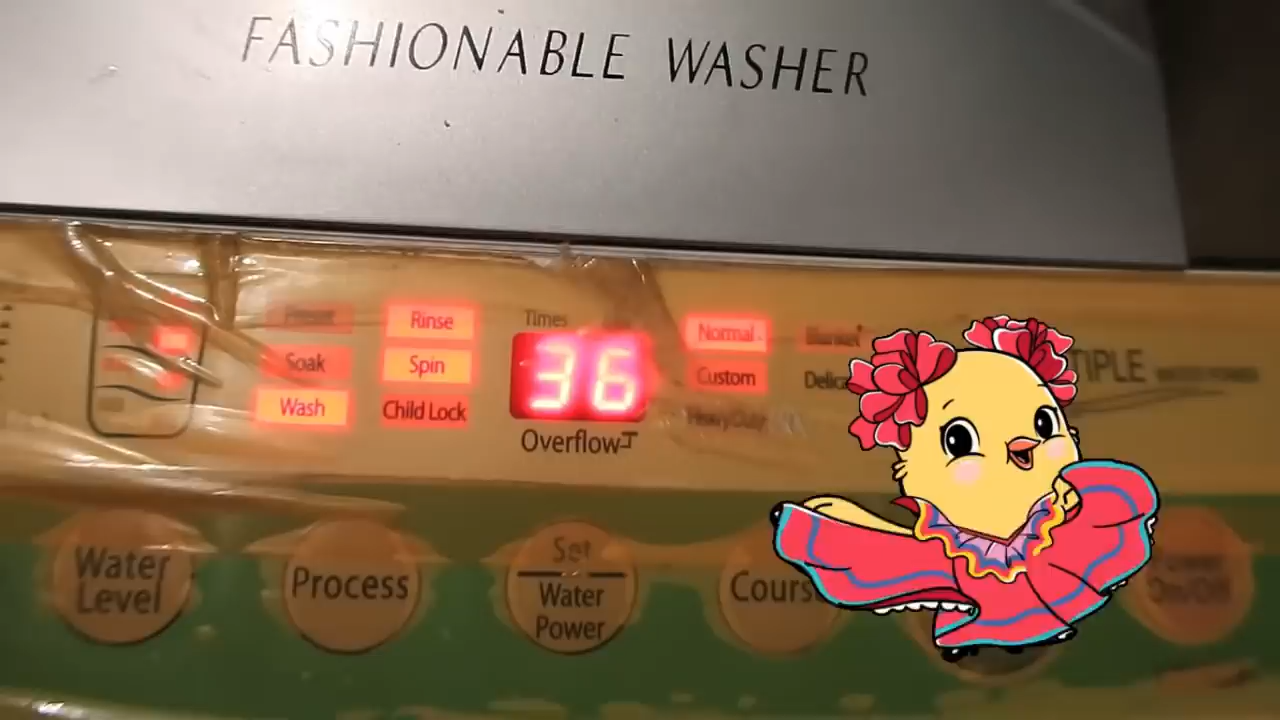 FASHIONABLE WASHER
Times
Rinse
Normal
Soak
Spin
36
Custom
Wash
Child Lock
Overflow
Water
Level
Process
Set
Water
Power